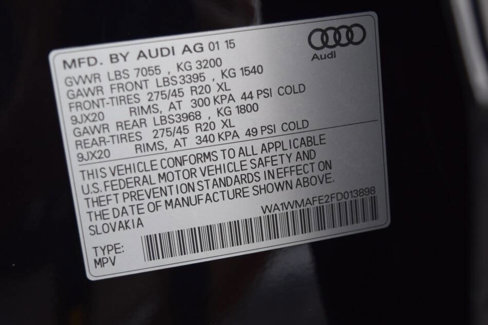 MFD. BY AUDI AG 01 15
Audi
GVWR LBS 7055 , KG 3200
GAWR FRONT LBS3395 , KG 1540
FRONT-TIRES 275/45 R20 XL
9JX20 RIMS, AT 300 KPA 44 PSI COLD
GAWR REAR LBS3968 , KG 1800
REAR-TIRES 275/45 R20 XL
9JX20 RIMS, AT 340 KPA 49 PSI COLD
THIS VEHICLE CONFORMS TO ALL APPLICABLE
U.S. FEDERAL MOTOR VEHICLE SAFETY AND
THEFT PREVENTION STANDARDS IN EFFECT ON
THE DATE OF MANUFACTURE SHOWN ABOVE.
SLOVAKIA
WA1WMAFE2FD013898
TYPE:
MPV